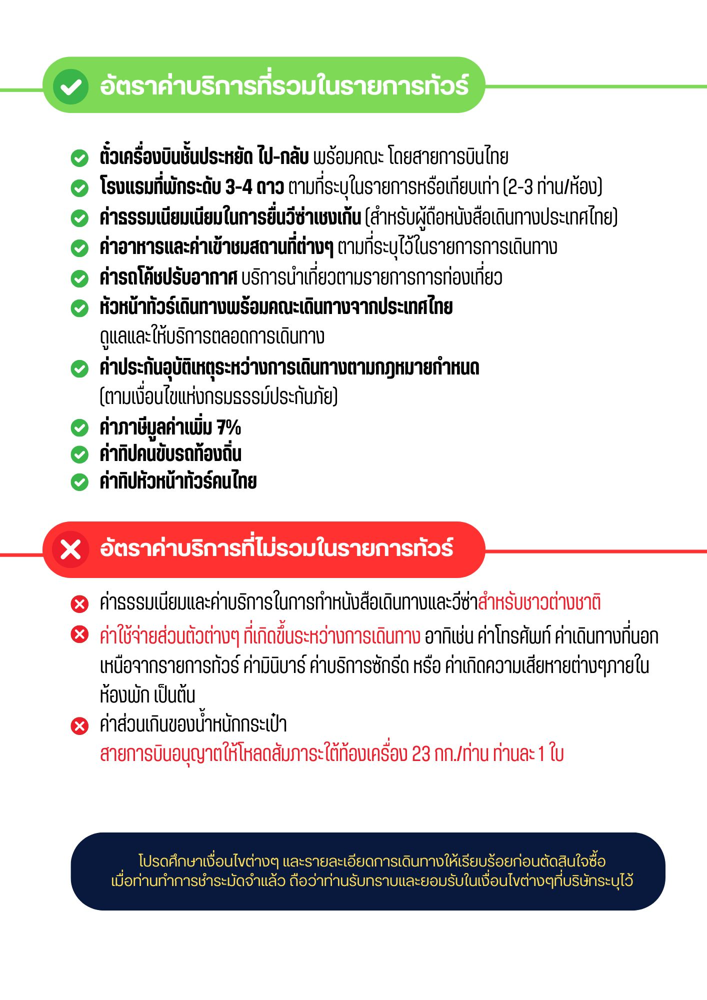 อัตราค่าบริการที่รวมในรายการทัวร์
ตั๋วเครื่องบินชั้นประหยัด ไป-กลับ พร้อมคณะ โดยสายการบินไทย
โรงแรมที่พักระดับ 3-4 ดาว ตามที่ระบุในรายการหรือเทียบเท่า (2-3 ท่าน/ห้อง)
ค่าธรรมเนียมเนียมในการยื่นวีซ่าเชงเก้น (สำหรับผู้ถือหนังสือเดินทางประเทศไทย)
ค่าอาหารและค่าเข้าชมสถานที่ต่างๆ ตามที่ระบุไว้ในรายการการเดินทาง
ค่ารถโค้ชปรับอากาศ บริการนำเที่ยวตามรายการการท่องเที่ยว
หัวหน้าทัวร์เดินทางพร้อมคณะเดินทางจากประเทศไทย
ดูแลและให้บริการตลอดการเดินทาง
ค่าประกันอุบัติเหตุระหว่างการเดินทางตามกฎหมายกำหนด
(ตามเงื่อนไขแห่งกรมธรรม์ประกันภัย)
ค่าภาษีมูลค่าเพิ่ม 7%
ค่าทิปคนขับรถท้องถิ่น
ค่าทิปหัวหน้าทัวร์คนไทย
อัตราค่าบริการที่ไม่รวมในรายการทัวร์
ค่าธรรมเนียมและค่าบริการในการทำหนังสือเดินทางและวีซ่าสำหรับชาวต่างชาติ
ค่าใช้จ่ายส่วนตัวต่างๆ ที่เกิดขึ้นระหว่างการเดินทาง อาทิเช่น ค่าโทรศัพท์ ค่าเดินทางที่นอก
เหนือจากรายการทัวร์ ค่ามินิบาร์ ค่าบริการซักรีด หรือ ค่าเกิดความเสียหายต่างๆภายใน
ห้องพัก เป็นต้น
ค่าส่วนเกินของน้ำหนักกระเป๋า
สายการบินอนุญาตให้โหลดสัมภาระใต้ท้องเครื่อง 23 กก./ท่าน ท่านละ 1 ใบ
โปรดศึกษาเงื่อนไขต่างๆ และรายละเอียดการเดินทางให้เรียบร้อยก่อนตัดสินใจซื้อ
เมื่อท่านทำการชำระมัดจำแล้ว ถือว่าท่านรับทราบและยอมรับในเงื่อนไขต่างๆที่บริษัทระบุไว้